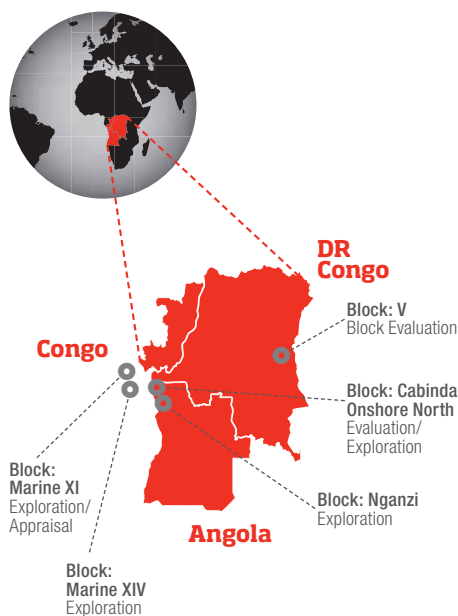 DR
Congo
Block: V
Block Evaluation
Congo
Block: Cabinda
Onshore North
Evaluation/
Exploration
Block:
Marine XI
Exploration/
Appraisal
Block: Nganzi
Exploration
Angola
Block:
Marine XIV
Exploration